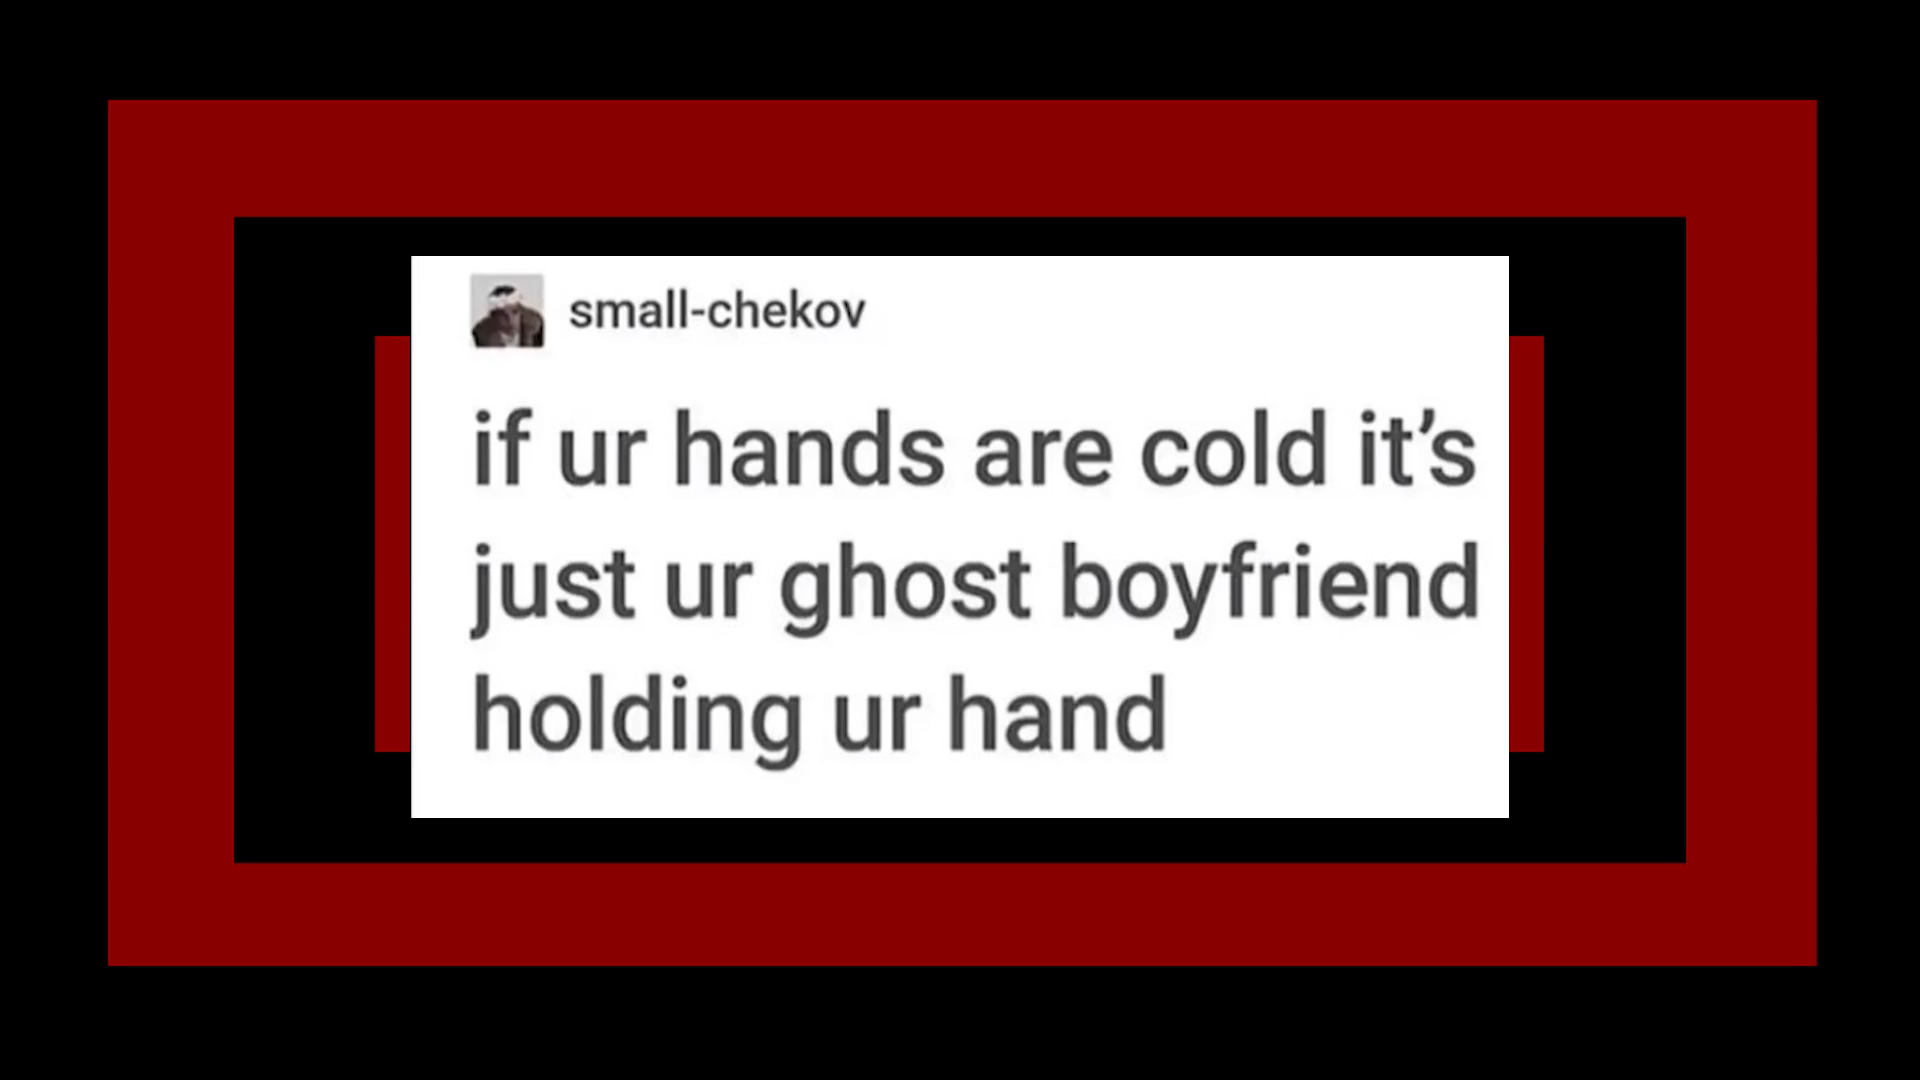 small-chekov
if ur hands are cold it’s
just ur ghost boyfriend
holding ur hand